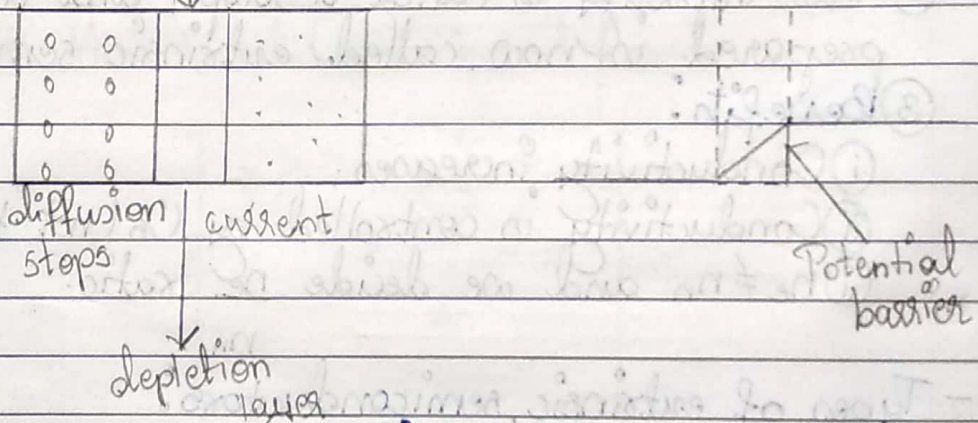 diffusion current
stops
Potential
barrier
depletion
layer